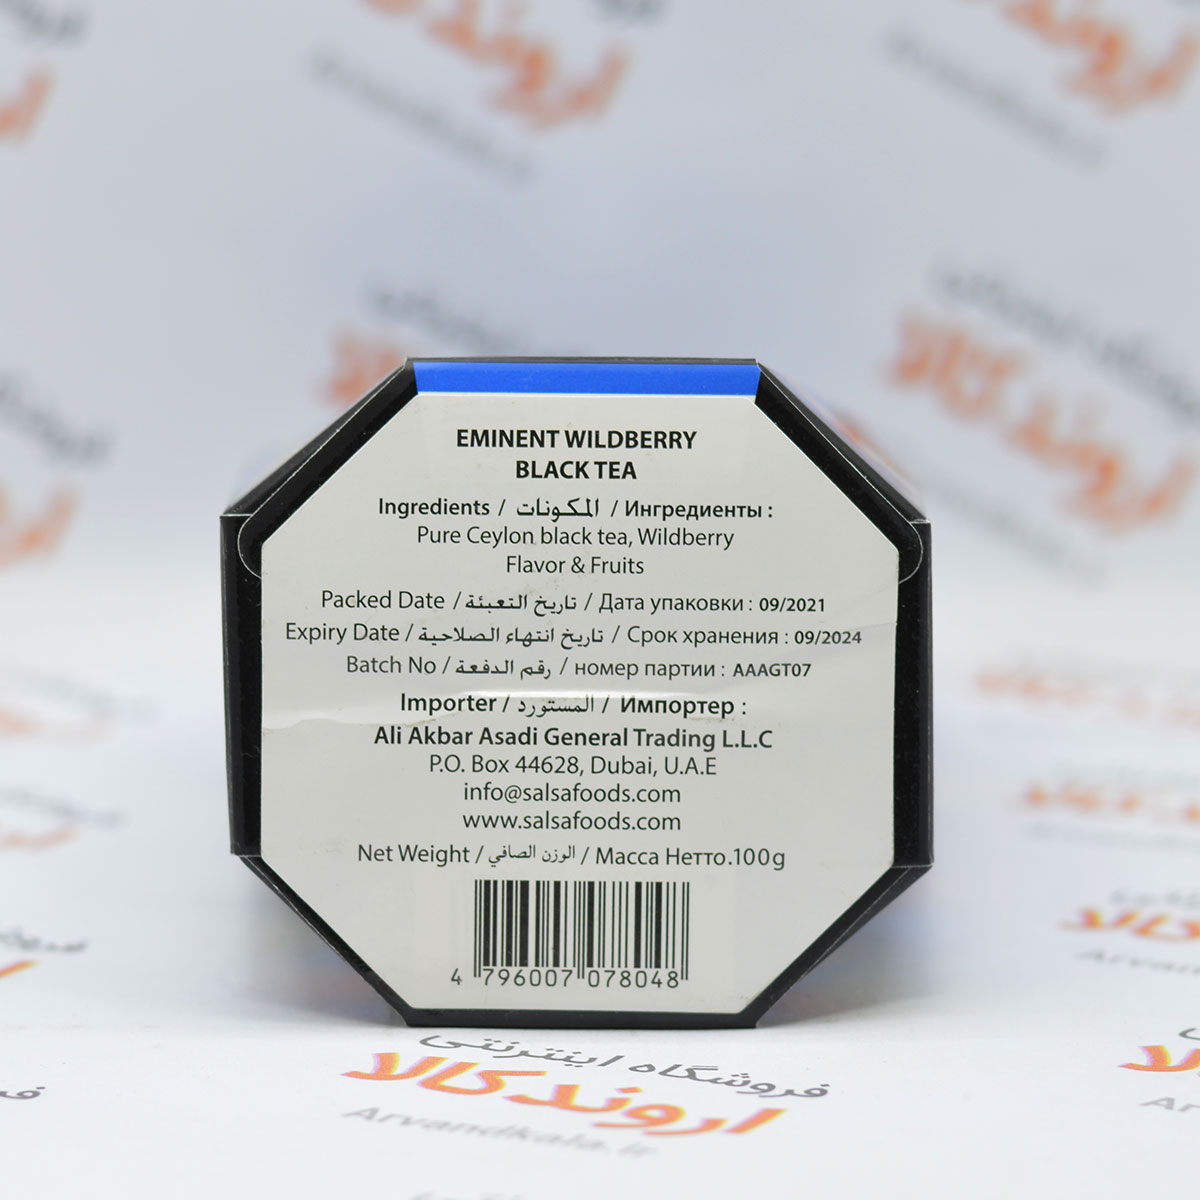 EMINENT WILDBERRY
BLACK TEA
Ingredients / المكونات / Ингредиенты :
Pure Ceylon black tea, Wildberry
Flavor & Fruits
Packed Date / تاريخ التعبئة / Дата упаковки : 09/2021
Expiry Date / تاريخ انتهاء الصلاحية / Срок хранения : 09/2024
Batch No / رقم الدفعة / номер партии : AAAGT07
Importer / المستورد / Импортер :
Ali Akbar Asadi General Trading L.L.C
P.O. Box 44628, Dubai, U.A.E
info@salsafoods.com
www.salsafoods.com
Net Weight / الوزن الصافي / Масса Нетто.100g
4 796007 078048
فروشگاه اینترنتی
اروند کالا
Arvandkala.ir